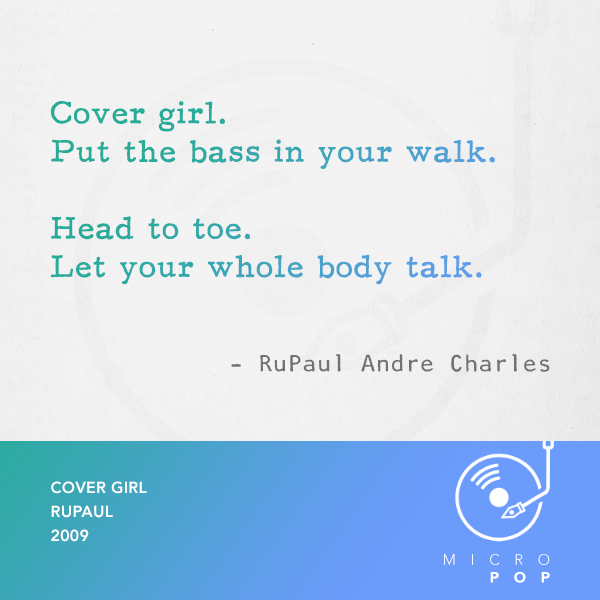 Cover girl.
Put the bass in your walk.
Head to toe.
Let your whole body talk.
- RuPaul Andre Charles
COVER GIRL
RUPAUL
2009
MICRO
POP